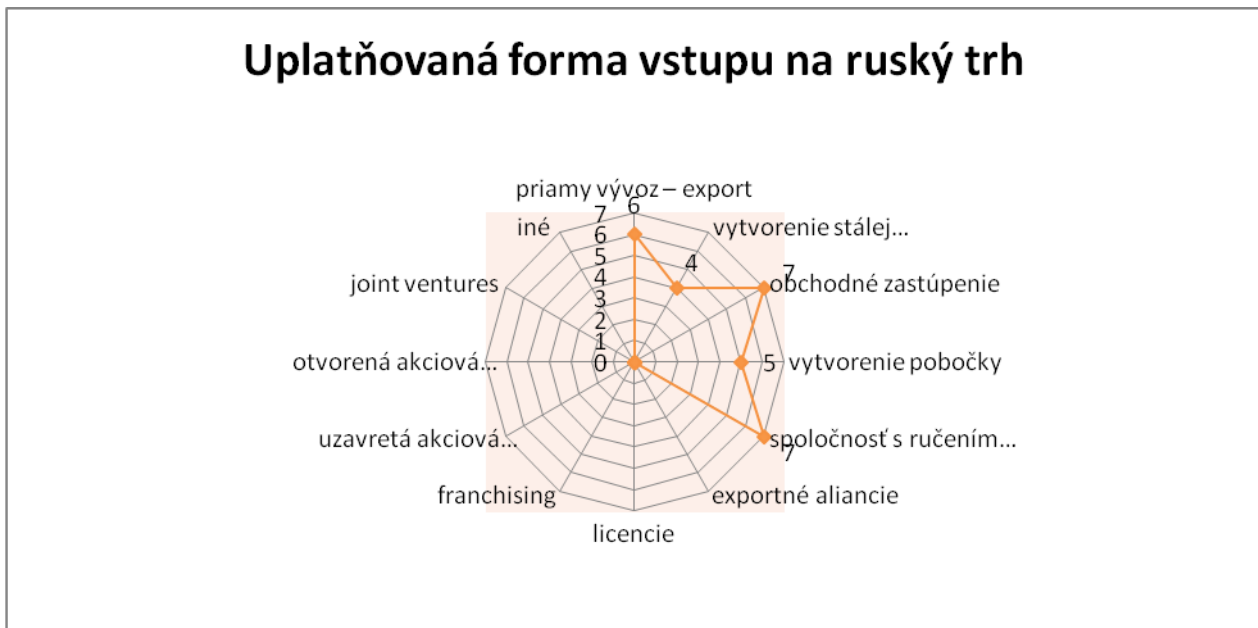 Uplatňovaná forma vstupu na ruský trh
priamy vývoz – export
6
vytvorenie stálej...
4
7
obchodné zastúpenie
vytvorenie pobočky
5
spoločnosť s ručením...
7
exportné aliancie
licencie
franchising
uzavretá akciová...
otvorená akciová...
joint ventures
iné
7
6
5
4
3
2
1
0